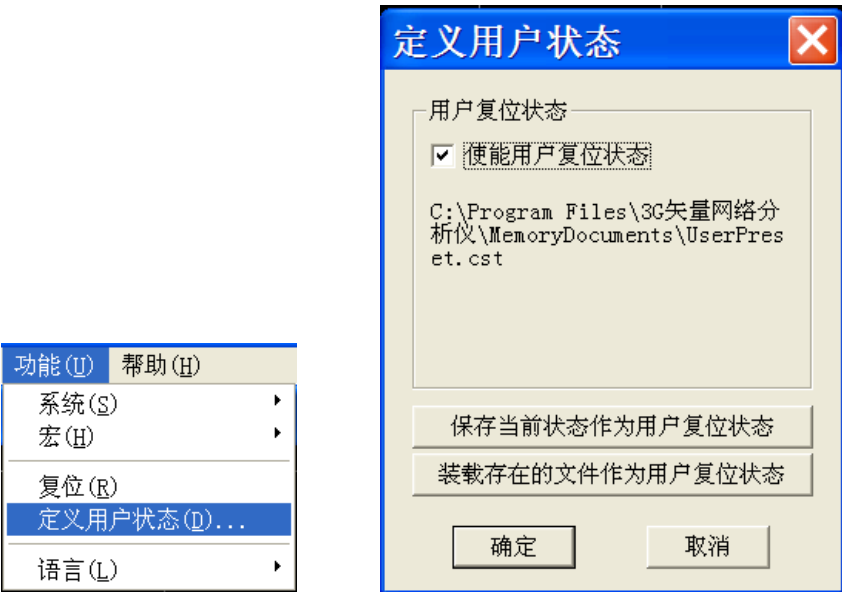 功能(U) 帮助(H)
系统(S)
宏(H)
复位(R)
定义用户状态(D)...
语言(L)
定义用户状态
用户复位状态
使能用户复位状态
C:\Program Files\3G矢量网络分
析仪\MemoryDocuments\UserPres
et.cst
保存当前状态作为用户复位状态
装载存在的文件作为用户复位状态
确定 取消